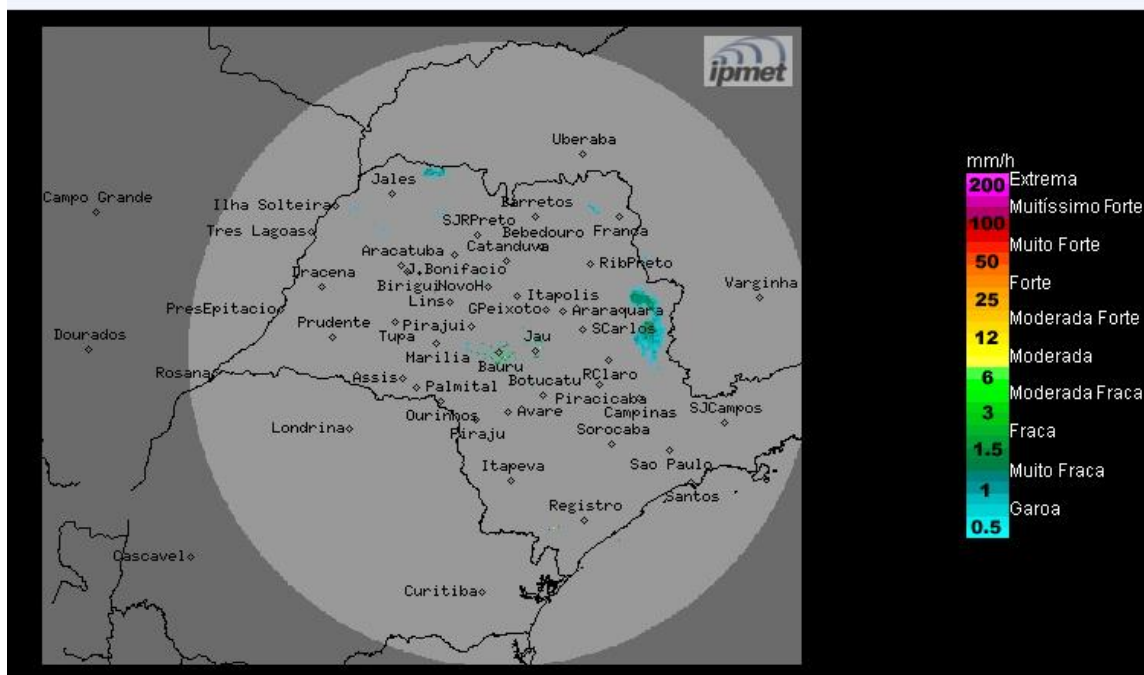 ipmet
Uberaba
Campo Grande
Jales
Ilha Solteira
Barretos
SJRPreto
Tres Lagoas
Bebedouro Franca
Catanduva
Aracatuba
RibPreto
J.Bonifacio
Dracena
Varginha
BiriguiNovoH
Itapolis
Lins
GPeixoto
Araraquara
PresEpitacio
Prudente
Pirajui
SCarlos
Dourados
Tupa
Jau
Marilia
Bauru
Rosana
Assis
Botucatu
RClaro
Palmital
Piracicaba
SJCampos
Ourinhos
Avare
Campinas
Londrina
Piraju
Sorocaba
Itapeva
Sao Paulo
Santos
Registro
Cascavel
Curitiba
mm/h
200 Extrema
Muitíssimo Forte
100
Muito Forte
50
Forte
25
Moderada Forte
12
Moderada
6
Moderada Fraca
3
Fraca
1.5
Muito Fraca
1
Garoa
0.5